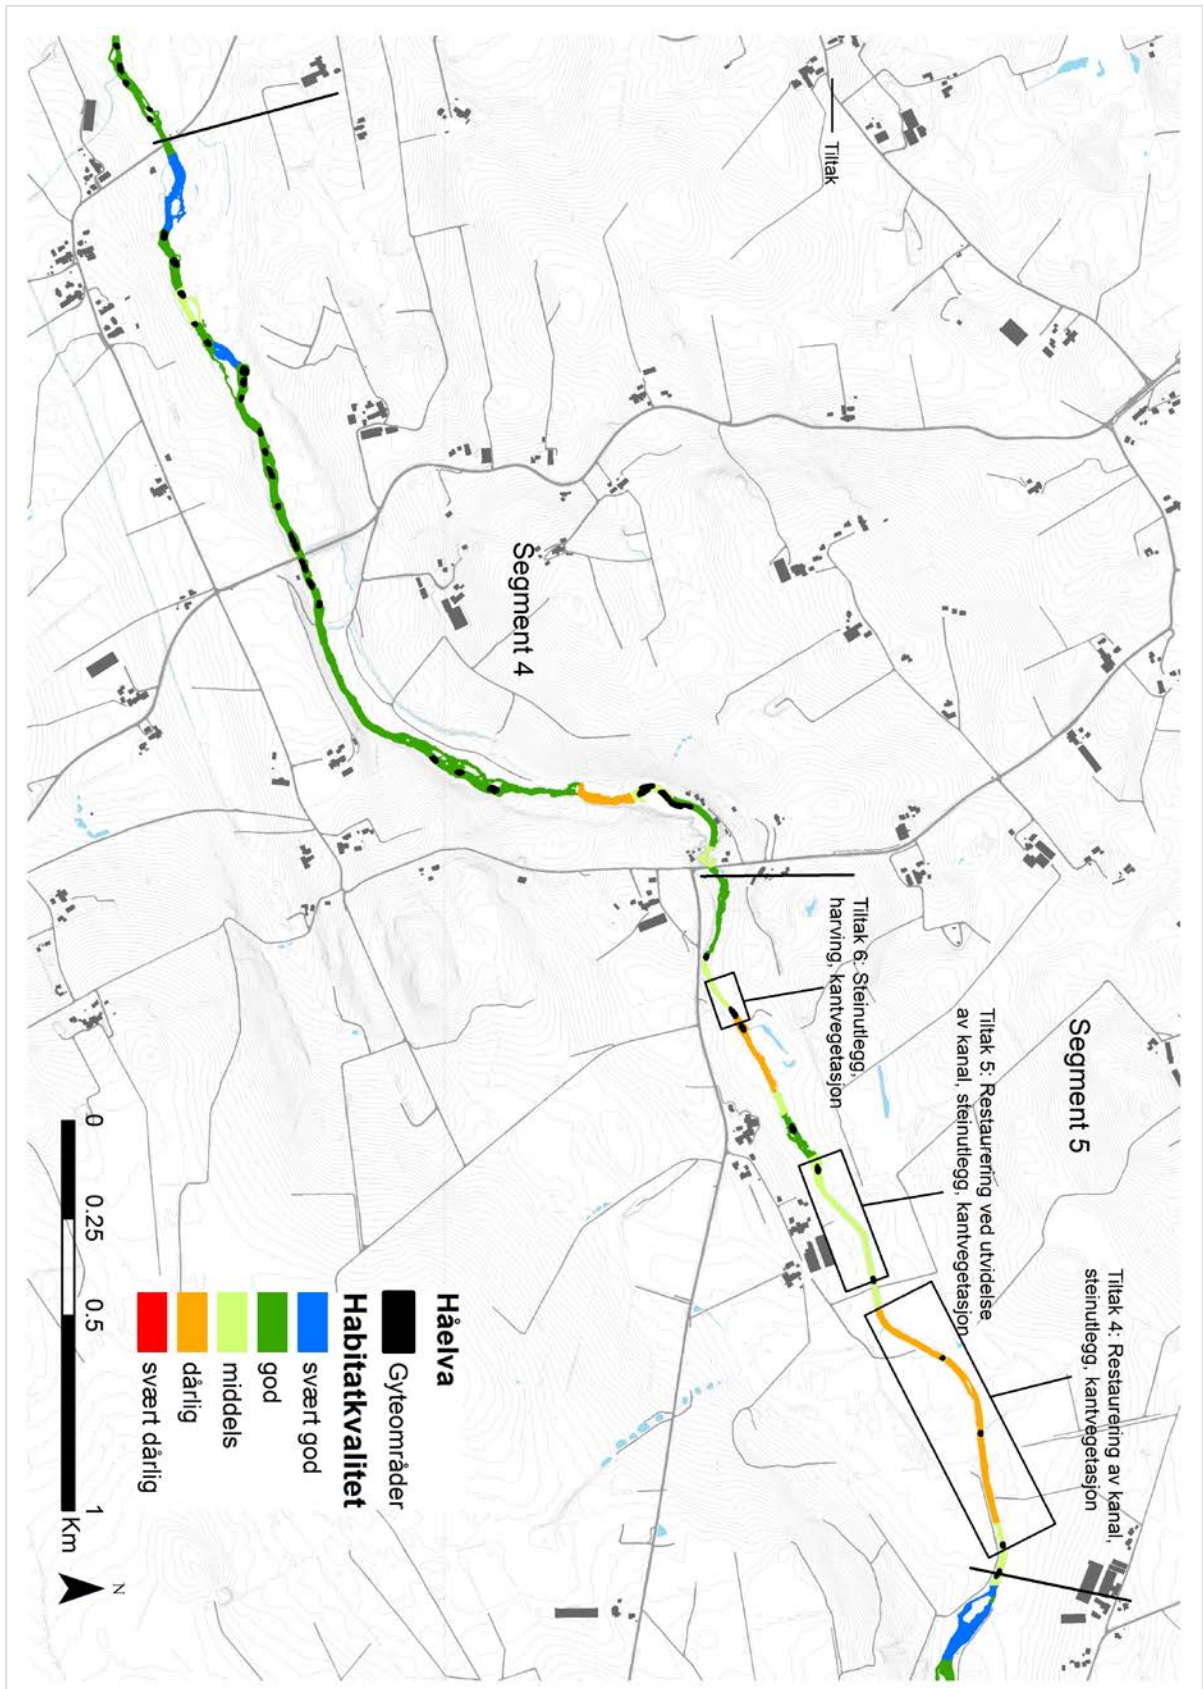 Tiltak
Segment 4
Segment 5
Tiltak 4: Restaurering av kanal,
steinutlegg, kantvegetasjon
Tiltak 5: Restaurering ved utvidelse
av kanal, steinutlegg, kantvegetasjon
Tiltak 6: Steinutlegg,
harving, kantvegetasjon
Håelva
Gyteområder
Habitatkvalitet
svært god
god
middels
dårlig
svært dårlig
0 0.25 0.5 1
Km
N